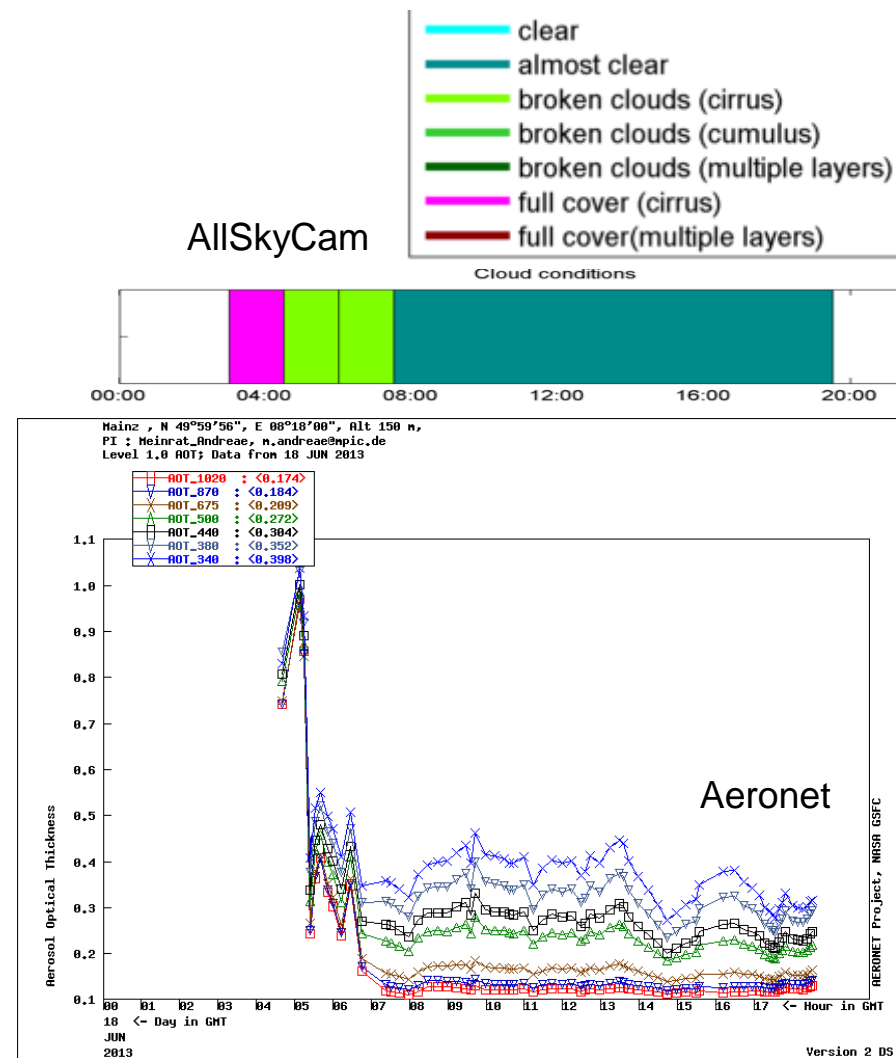 clear
almost clear
broken clouds (cirrus)
broken clouds (cumulus)
broken clouds (multiple layers)
full cover (cirrus)
full cover(multiple layers)
AllSkyCam
Cloud conditions
00:00 04:00 08:00 12:00 16:00 20:00
Mainz , N 49°59'56", E 08°18'00", Alt 150 m,
PI : Meinrat_Andreae, m.andreae@mpic.de
Level 1.0 AOT; Data from 18 JUN 2013
AOT_1020 : <0.174>
AOT_870 : <0.184>
AOT_675 : <0.209>
AOT_500 : <0.272>
AOT_440 : <0.304>
AOT_380 : <0.352>
AOT_340 : <0.398>
1.1
1.0
0.9
0.8
0.7
0.6
0.5
0.4
0.3
0.2
0.1
Aerosol Optical Thickness
Aeronet
AERONET Project, NASA GSFC
00 01 02 03 04 05 06 07 08 09 10 11 12 13 14 15 16 17 <- Hour in GMT
18 <- Day in GMT
JUN
2013
Version 2 DS